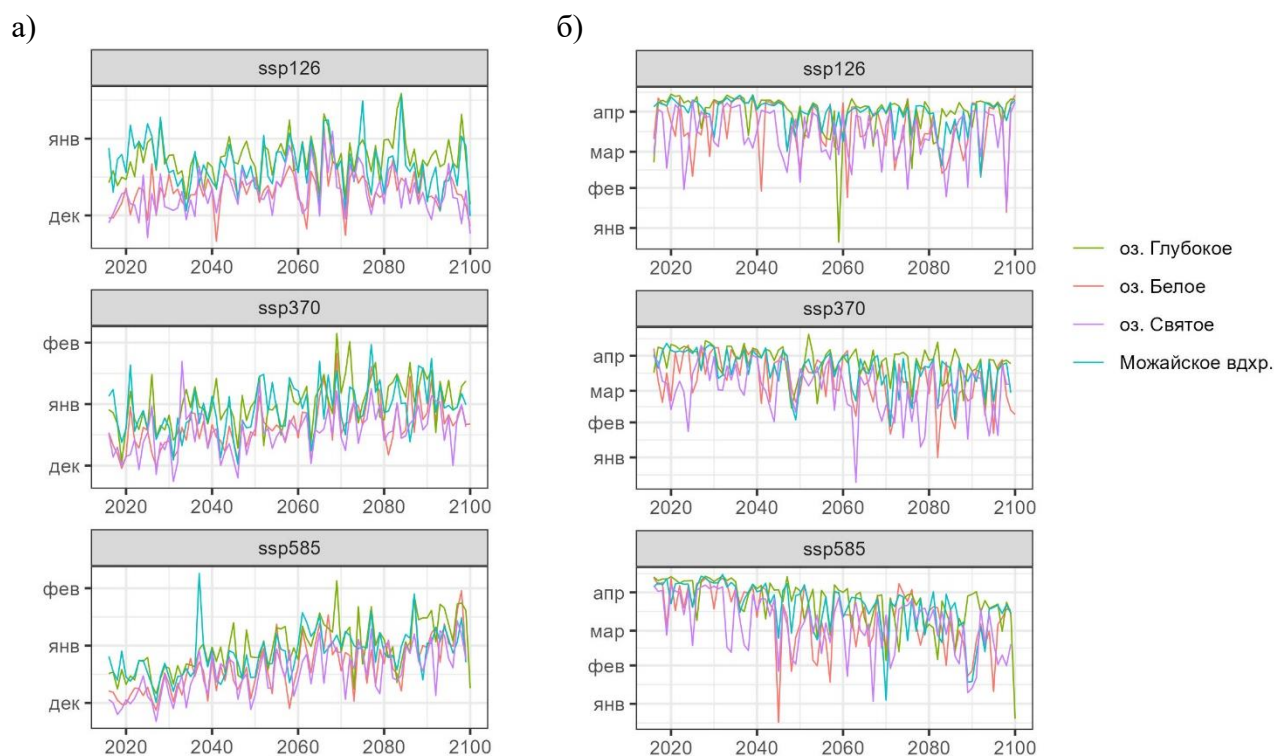 а)
ssp126
янв
дек
2020 2040 2060 2080 2100
ssp370
фев
янв
дек
2020 2040 2060 2080 2100
ssp585
фев
янв
дек
2020 2040 2060 2080 2100
б)
ssp126
апр
мар
фев
янв
2020 2040 2060 2080 2100
ssp370
апр
мар
фев
янв
2020 2040 2060 2080 2100
ssp585
апр
мар
фев
янв
2020 2040 2060 2080 2100
оз. Глубокое
оз. Белое
оз. Святое
Можайское вдхр.